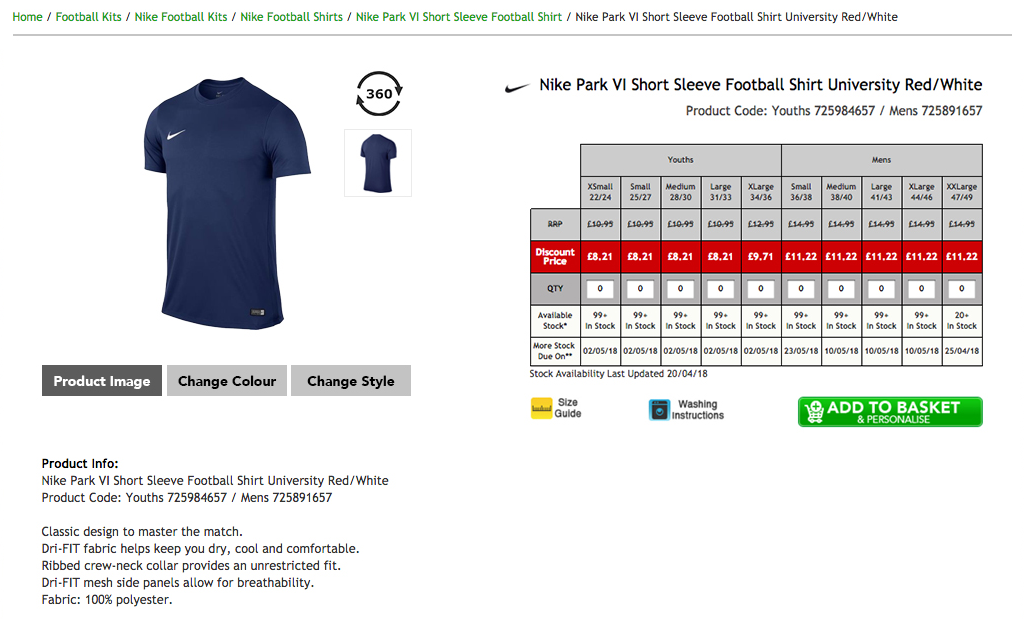 Home / Football Kits / Nike Football Kits / Nike Football Shirts / Nike Park VI Short Sleeve Football Shirt / Nike Park VI Short Sleeve Football Shirt University Red/White
360
Nike Park VI Short Sleeve Football Shirt University Red/White
Product Code: Youths 725984657 / Mens 725891657
Youths Mens
XSmall Small Medium Large XLarge Small Medium Large XLarge XXLarge
22/24 25/27 28/30 31/33 34/36 36/38 38/40 41/43 44/46 47/49
RRP £10.95 £10.95 £10.95 £10.95 £12.95 £14.95 £14.95 £14.95 £14.95 £14.95
Discount Price £8.21 £8.21 £8.21 £8.21 £9.71 £11.22 £11.22 £11.22 £11.22 £11.22
QTY 0 0 0 0 0 0 0 0 0 0
Available 99+ 99+ 99+ 99+ 99+ 99+ 99+ 99+ 99+ 20+
Stock* In Stock In Stock In Stock In Stock In Stock In Stock In Stock In Stock In Stock In Stock
More Stock Due On** 02/05/18 02/05/18 02/05/18 02/05/18 02/05/18 23/05/18 10/05/18 10/05/18 10/05/18 25/04/18
Stock Availability Last Updated 20/04/18
Size Guide
Washing Instructions
ADD TO BASKET
& PERSONALISE
Product Image Change Colour Change Style
Product Info:
Nike Park VI Short Sleeve Football Shirt University Red/White
Product Code: Youths 725984657 / Mens 725891657
Classic design to master the match.
Dri-FIT fabric helps keep you dry, cool and comfortable.
Ribbed crew-neck collar provides an unrestricted fit.
Dri-FIT mesh side panels allow for breathability.
Fabric: 100% polyester.